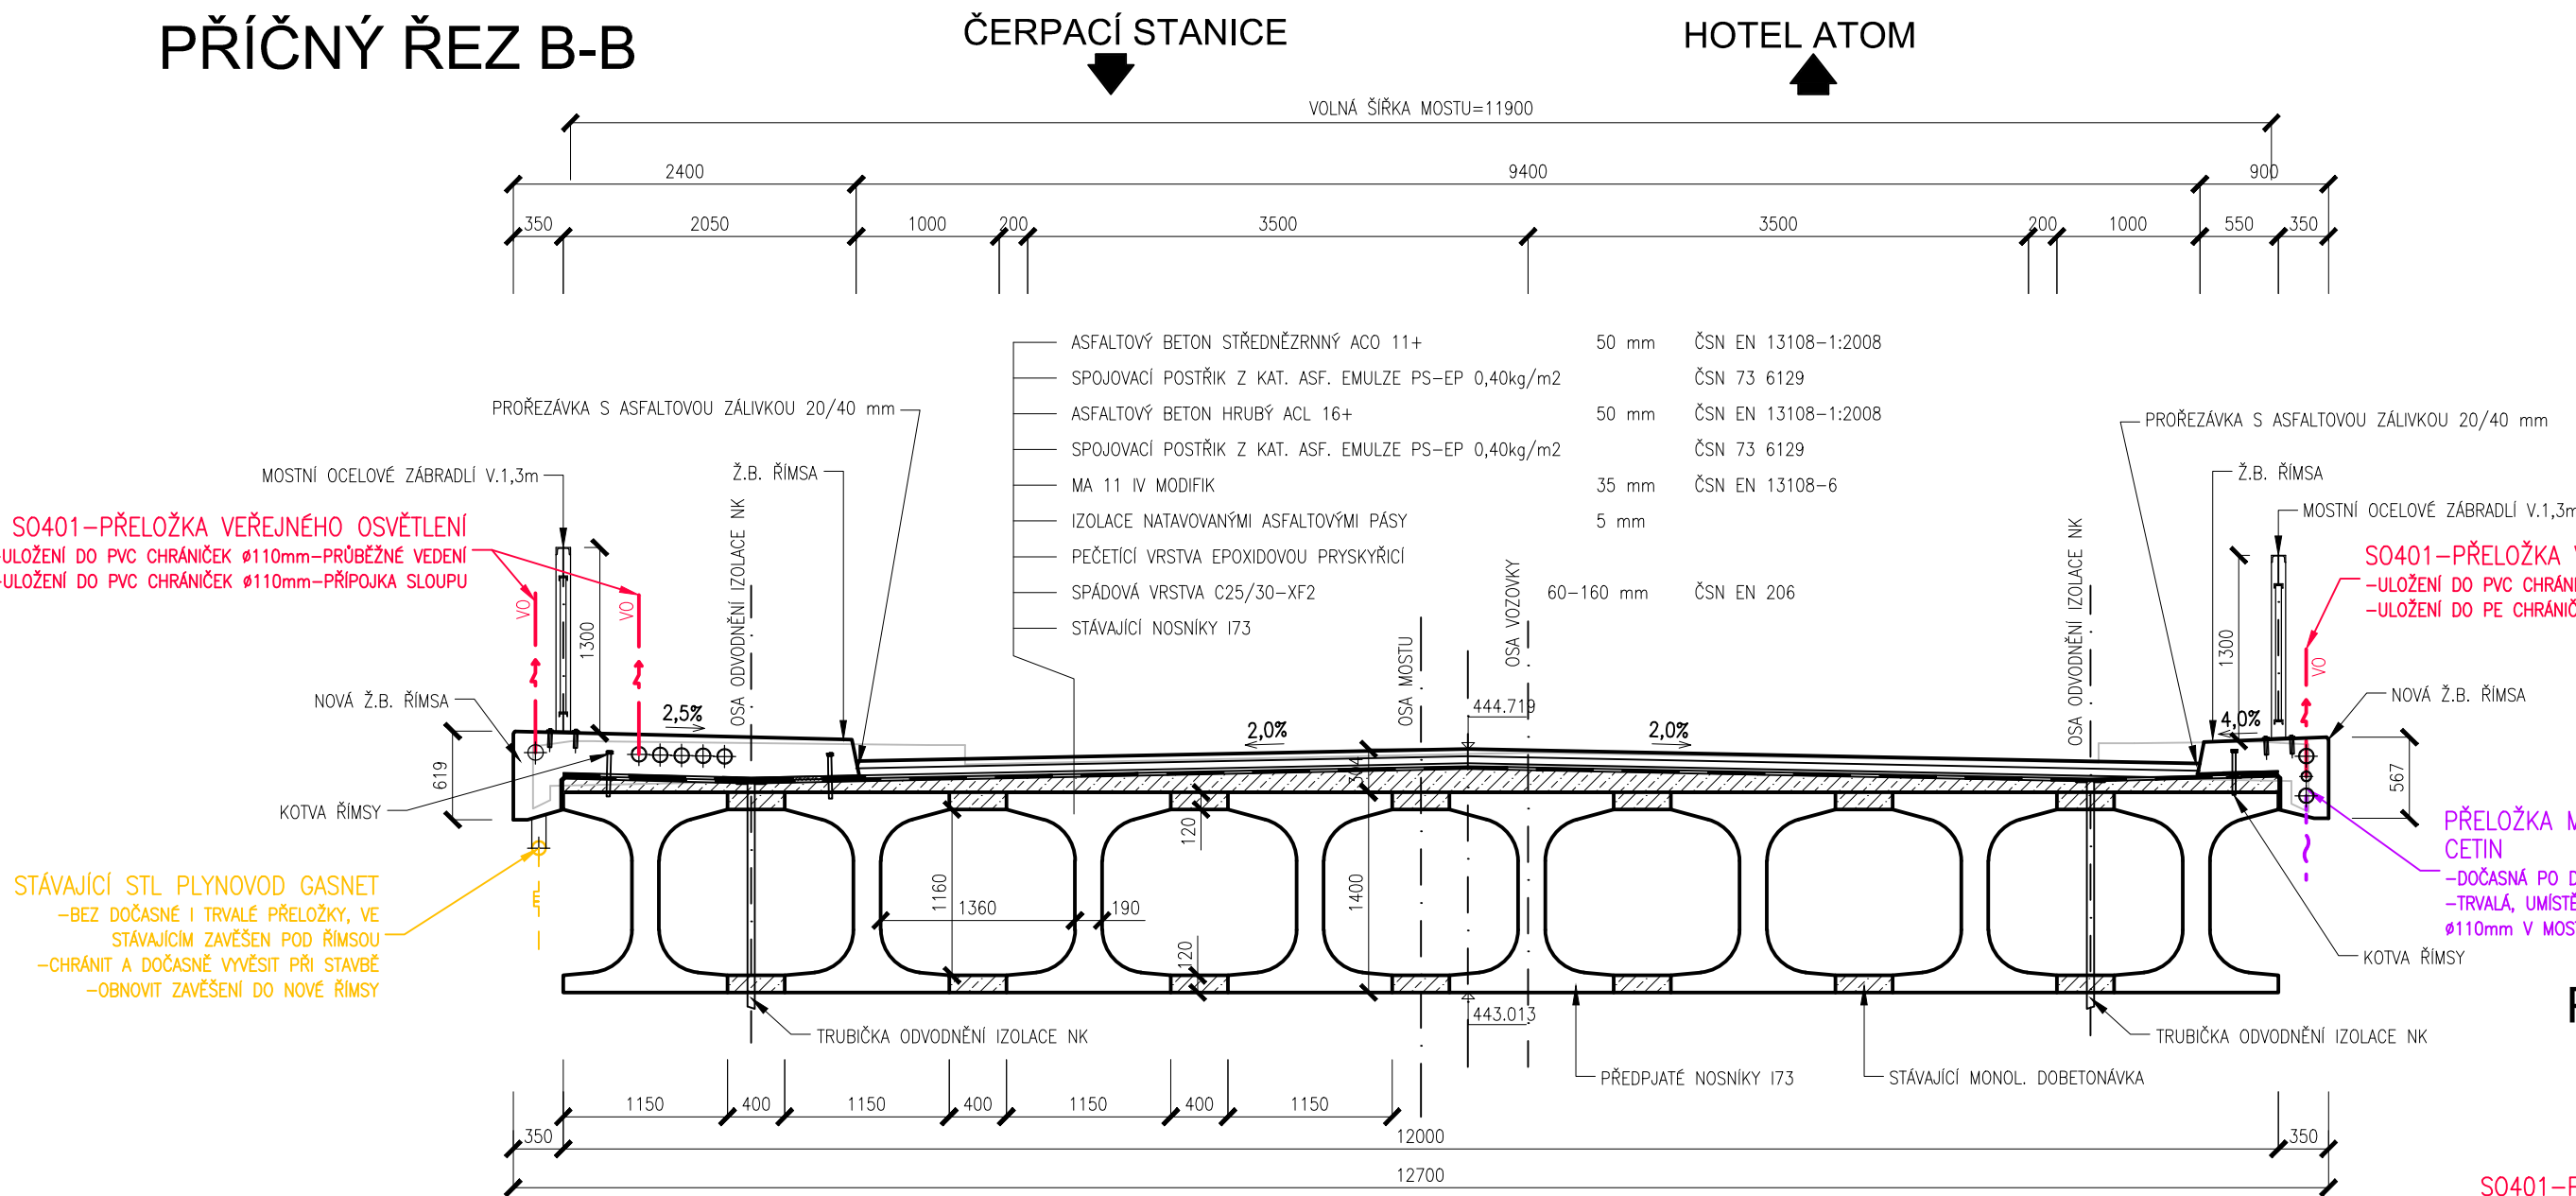 PŘÍČNÝ ŘEZ B-B
ČERPACÍ STANICE
HOTEL ATOM
VOLNÁ ŠÍŘKA MOSTU=11900
2400 9400 900
350 2050 1000 200 3500 3500 200 1000 550 350
ASFALTOVÝ BETON STŘEDNĚZRNNÝ ACO 11+ 50 mm ČSN EN 13108-1:2008
SPOJOVACÍ POSTŘIK Z KAT. ASF. EMULZE PS-EP 0,40kg/m2 ČSN 73 6129
ASFALTOVÝ BETON HRUBÝ ACL 16+ 50 mm ČSN EN 13108-1:2008
SPOJOVACÍ POSTŘIK Z KAT. ASF. EMULZE PS-EP 0,40kg/m2 ČSN 73 6129
MA 11 IV MODIFIK 35 mm ČSN EN 13108-6
IZOLACE NATAVOVANÝMI ASFALTOVÝMI PÁSY 5 mm
PEČETÍCÍ VRSTVA EPOXIDOVOU PRYSKYŘICÍ
SPÁDOVÁ VRSTVA C25/30-XF2 60-160 mm ČSN EN 206
STÁVAJÍCÍ NOSNÍKY I73
PROŘEZÁVKA S ASFALTOVOU ZÁLIVKOU 20/40 mm
Ž.B. ŘÍMSA
MOSTNÍ OCELOVÉ ZÁBRADLÍ V.1,3m
SO401-PŘELOŽKA VEŘEJNÉHO OSVĚTLENÍ
-ULOŽENÍ DO PVC CHRÁNIČEK ø110mm-PRŮBĚŽNÉ VEDENÍ
-ULOŽENÍ DO PVC CHRÁNIČEK ø110mm-PŘÍPOJKA SLOUPU
VO
VO
1300
OSA ODVODNĚNÍ IZOLACE NK
NOVÁ Ž.B. ŘÍMSA
2,5%
619
KOTVA ŘÍMSY
STÁVAJÍCÍ STL PLYNOVOD GASNET
-BEZ DOČASNÉ I TRVALÉ PŘELOŽKY, VE
STÁVAJÍCÍM ZAVĚŠEN POD ŘÍMSOU
-CHRÁNIT A DOČASNĚ VYVĚSIT PŘI STAVBĚ
-OBNOVIT ZAVĚŠENÍ DO NOVÉ ŘÍMSY
2,0%
OSA MOSTU
OSA VOZOVKY
444.719
2,0%
120
1160
1360
190
120
1400
443.013
PROŘEZÁVKA S ASFALTOVOU ZÁLIVKOU 20/40 mm
Ž.B. ŘÍMSA
MOSTNÍ OCELOVÉ ZÁBRADLÍ V.1,3m
OSA ODVODNĚNÍ IZOLACE NK
SO401-PŘELOŽKA
-ULOŽENÍ DO PVC
-ULOŽENÍ DO PE
1300
VO
NOVÁ Ž.B. ŘÍMSA
4,0%
567
PŘELOŽKA
CETIN
-DOČASNÁ PO
-TRVALÁ,
ø110mm V
KOTVA ŘÍMSY
TRUBIČKA ODVODNĚNÍ IZOLACE NK
TRUBIČKA ODVODNĚNÍ IZOLACE NK
PŘEDPJATÉ NOSNÍKY I73
STÁVAJÍCÍ MONOL. DOBETONÁVKA
1150 400 1150 400 1150 400 1150
350 12000 350
12700